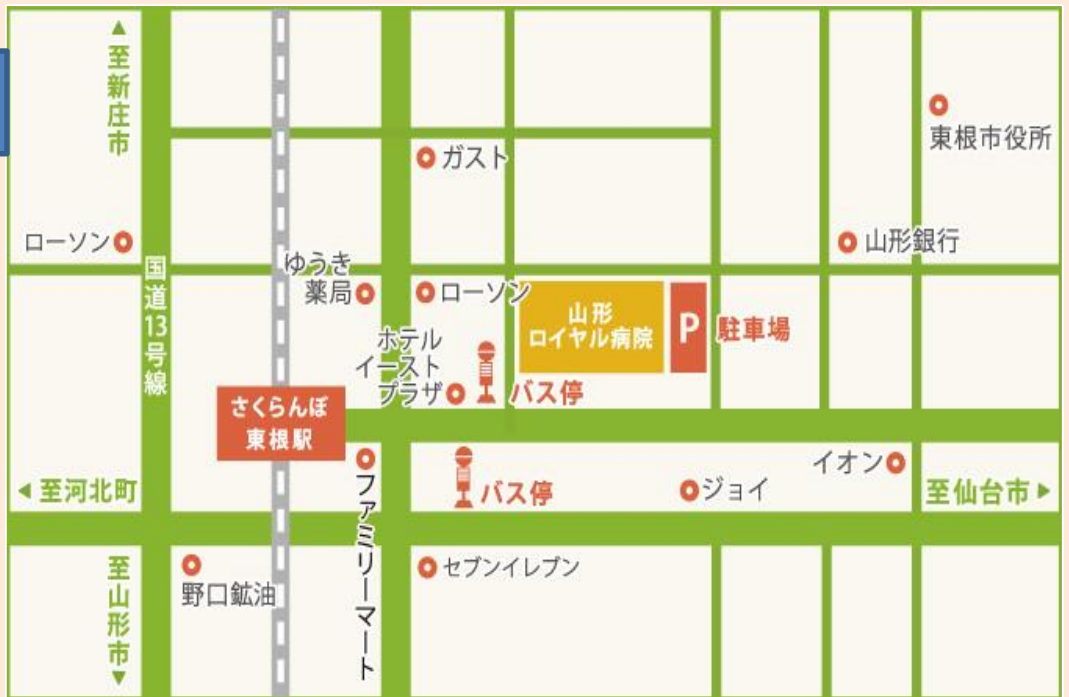 ▲至新庄市
東根市役所
ガスト
ローソン
山形銀行
国道13号線
ゆうき
薬局
ローソン
山形
ロイヤル病院
P
駐車場
ホテル
イースト
プラザ
バス停
さくらんぼ
東根駅
ファミリーマート
バス停
ジョイ
イオン
◀至河北町
至仙台市▶
至山形市▼
野口鉱油
セブンイレブン